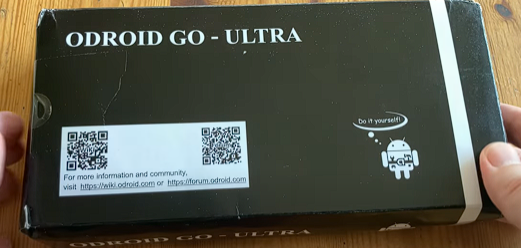 ODROID GO - ULTRA
Do it yourself!
For more information and community,
visit https://wiki.odroid.com or https://forum.odroid.com
ODROID GO - ULTRA